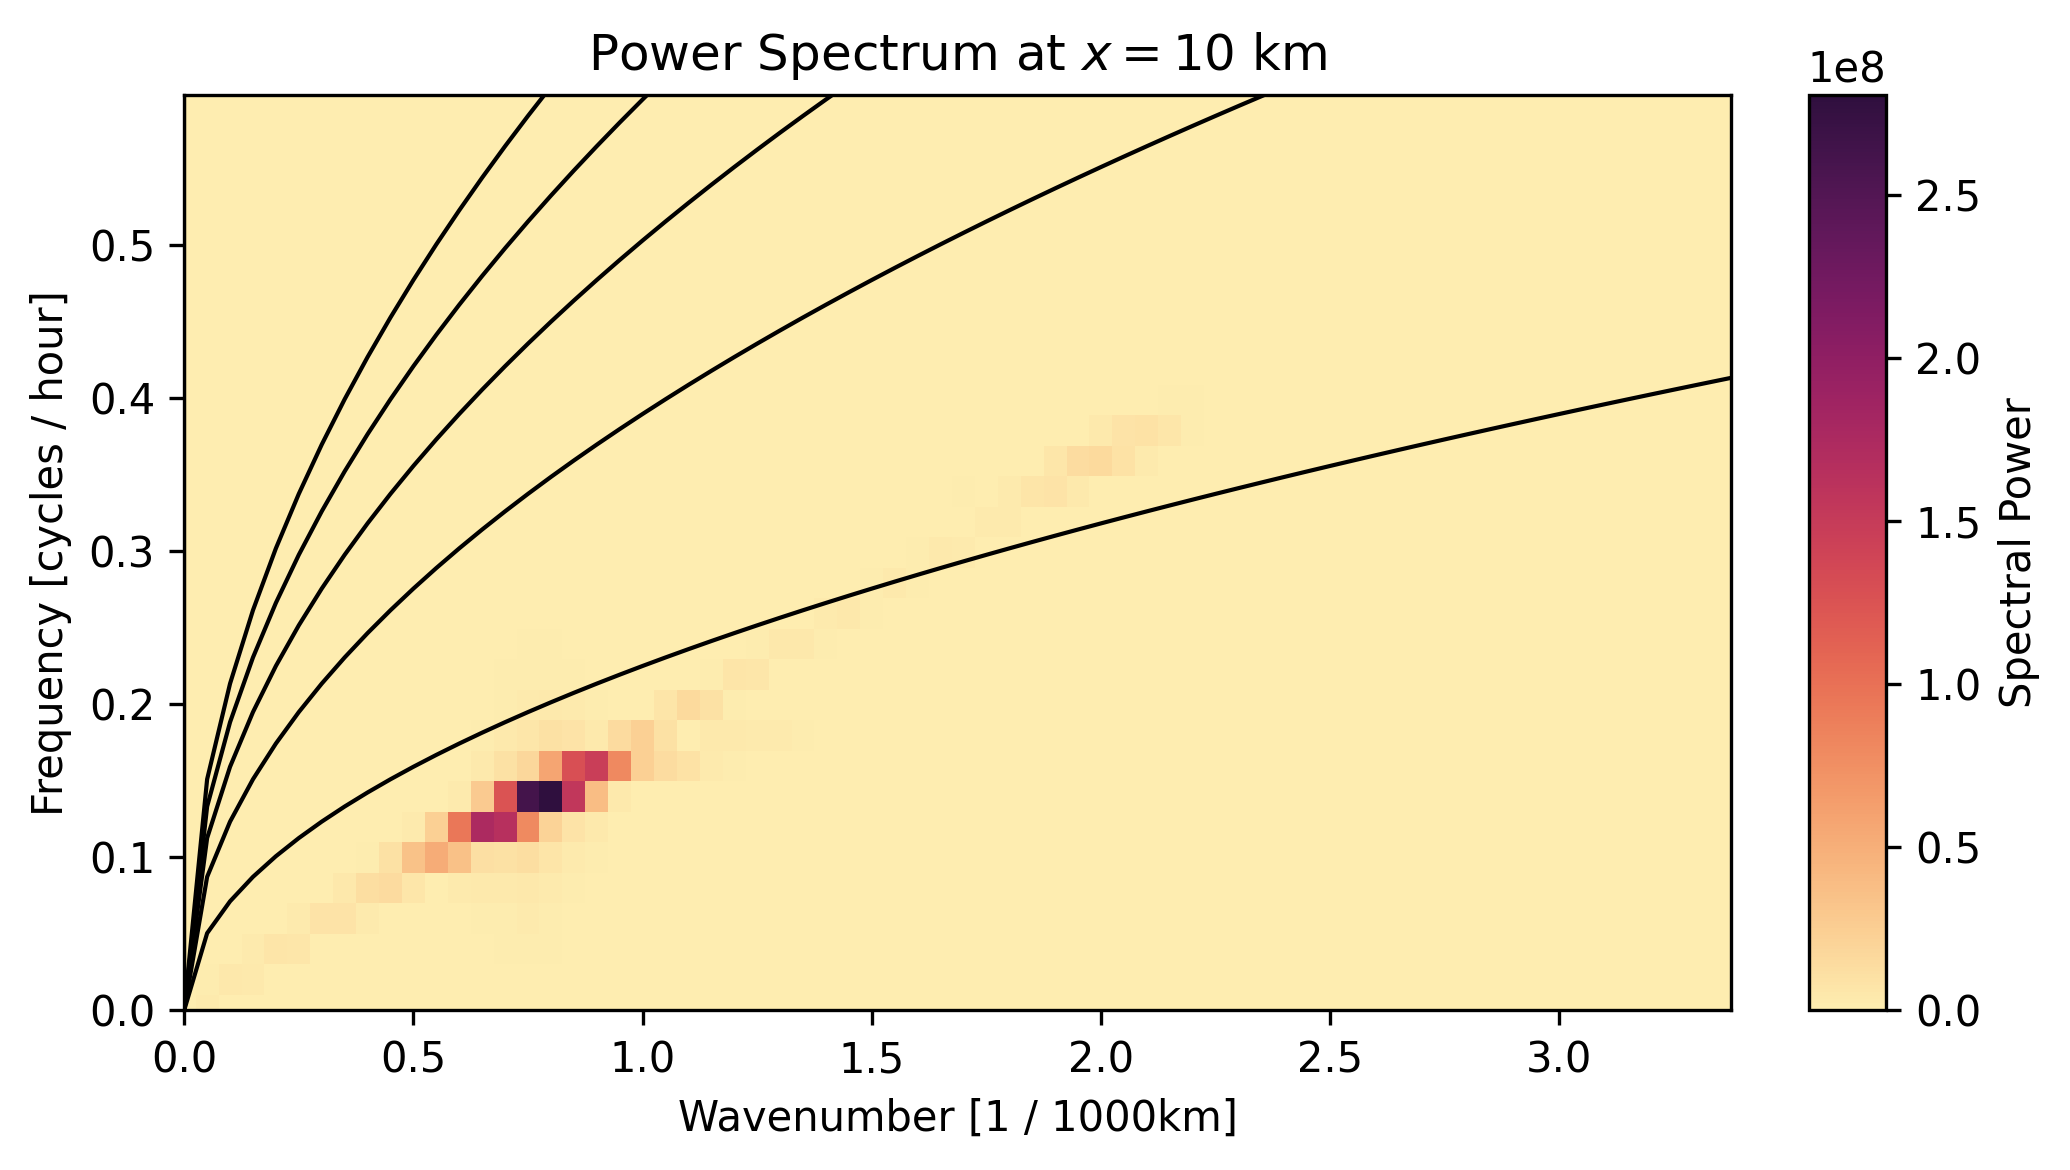 Power Spectrum at x = 10 km
1e8
0.5
0.4
0.3
0.2
0.1
0.0
Frequency [cycles / hour]
0.0 0.5 1.0 1.5 2.0 2.5 3.0
Wavenumber [1 / 1000km]
2.5
2.0
1.5
1.0
0.5
0.0
Spectral Power